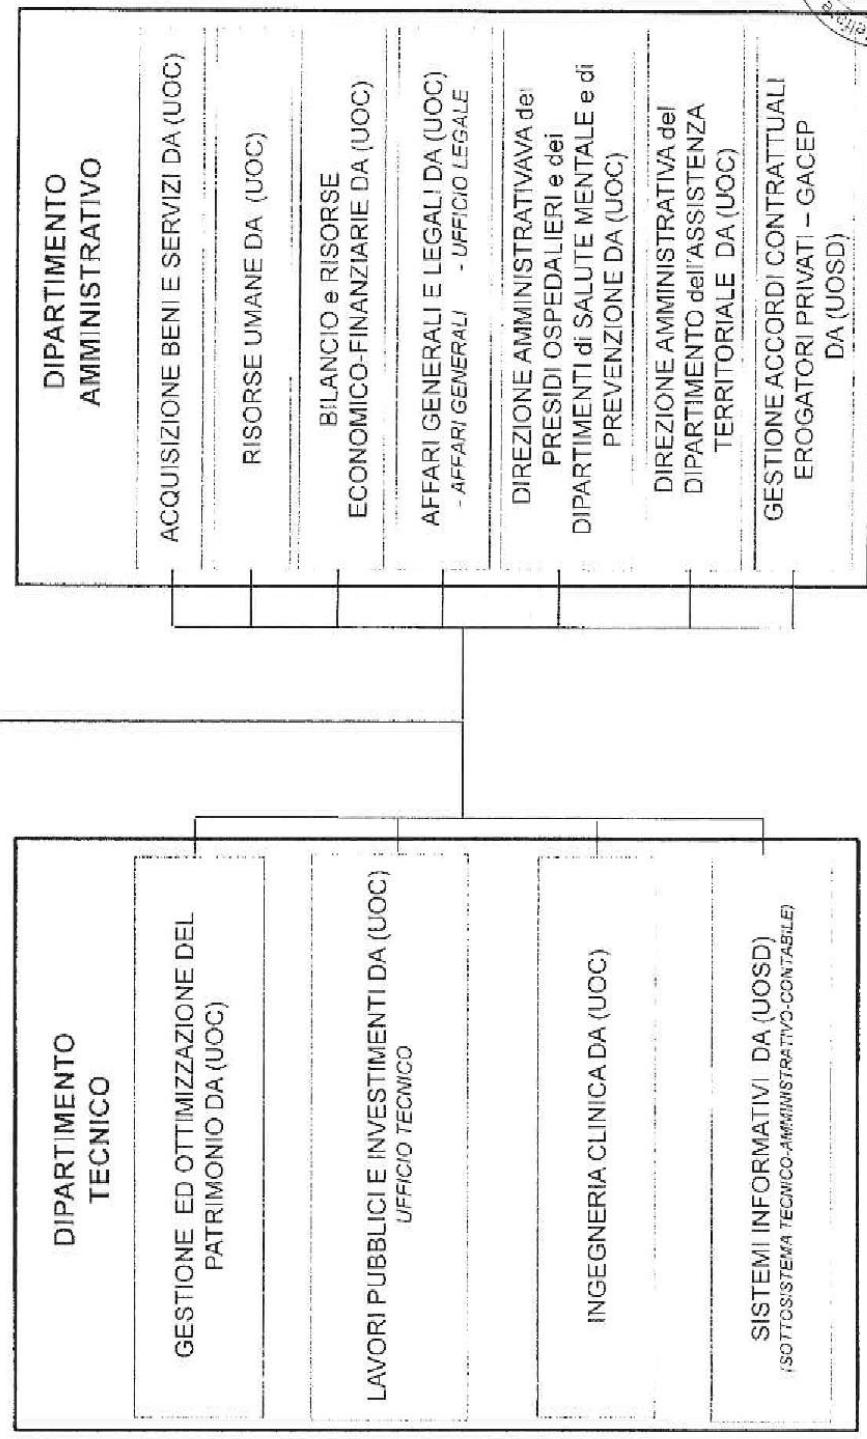 DIPARTIMENTO
TECNICO
GESTIONE ED OTTIMIZZAZIONE DEL
PATRIMONIO DA (UOC)
LAVORI PUBBLICI E INVESTIMENTI DA (UOC)
UFFICIO TECNICO
INGEGNERIA CLINICA DA (UOC)
SISTEMI INFORMATIVI DA (UOSD)
(SOTTOSISTEMA TECNICO-AMMINISTRATIVO-CONTABILE)
DIPARTIMENTO
AMMINISTRATIVO
ACQUISIZIONE BENI E SERVIZI DA (UOC)
RISORSE UMANE DA (UOC)
BILANCIO e RISORSE
ECONOMICO-FINANZIARIE DA (UOC)
AFFARI GENERALI E LEGALI DA (UOC)
- AFFARI GENERALI - UFFICIO LEGALE
DIREZIONE AMMINISTRATIVAVA dei
PRESIDI OSPEDALIERI e dei
DIPARTIMENTI di SALUTE MENTALE e di
PREVENZIONE DA (UOC)
DIREZIONE AMMINISTRATIVA del
DIPARTIMENTO dell'ASSISTENZA
TERRITORIALE DA (UOC)
GESTIONE ACCORDI CONTRATTUALI
EROGATORI PRIVATI – GACEP
DA (UOSD)